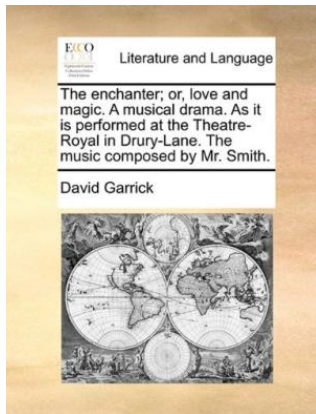 ECCO
Literature and Language
The enchanter; or, love and
magic. A musical drama. As it
is performed at the Theatre-
Royal in Drury-Lane. The
music composed by Mr. Smith.
David Garrick